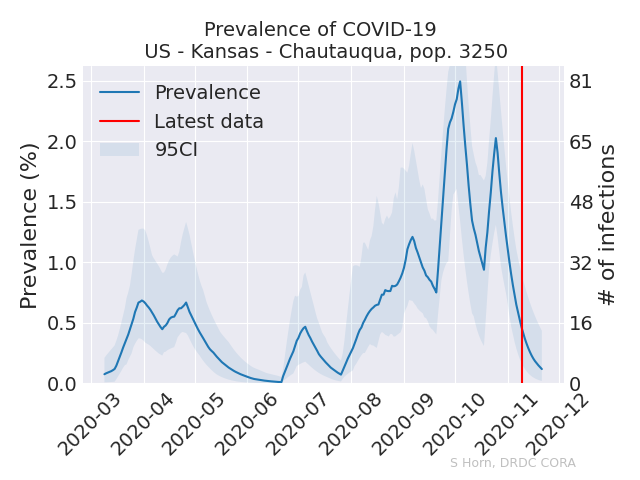 Prevalence of COVID-19
US - Kansas - Chautauqua, pop. 3250
Prevalence
Latest data
95CI
Prevalence (%)
2.5
2.0
1.5
1.0
0.5
0.0
81
65
48
32
16
0
# of infections
2020-03
2020-04
2020-05
2020-06
2020-07
2020-08
2020-09
2020-10
2020-11
2020-12
S Horn, DRDC CORA